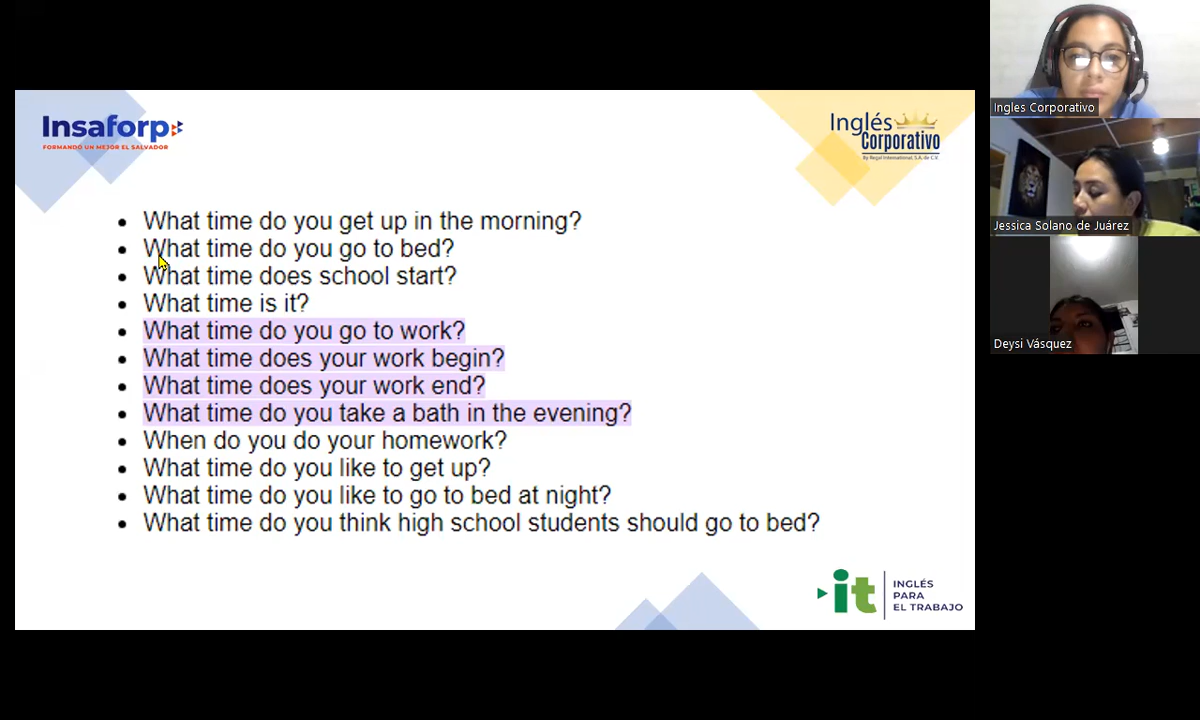 Insaforp
FORMANDO UN MEJOR EL SALVADOR
Inglés
Corporativo
By Regal International, S.A. de C.V.
• What time do you get up in the morning?
• What time do you go to bed?
• What time does school start?
• What time is it?
• What time do you go to work?
• What time does your work begin?
• What time does your work end?
• What time do you take a bath in the evening?
• When do you do your homework?
• What time do you like to get up?
• What time do you like to go to bed at night?
• What time do you think high school students should go to bed?
it
INGLÉS
PARA
EL TRABAJO
Ingles Corporativo
Jessica Solano de Juárez
Deysi Vásquez